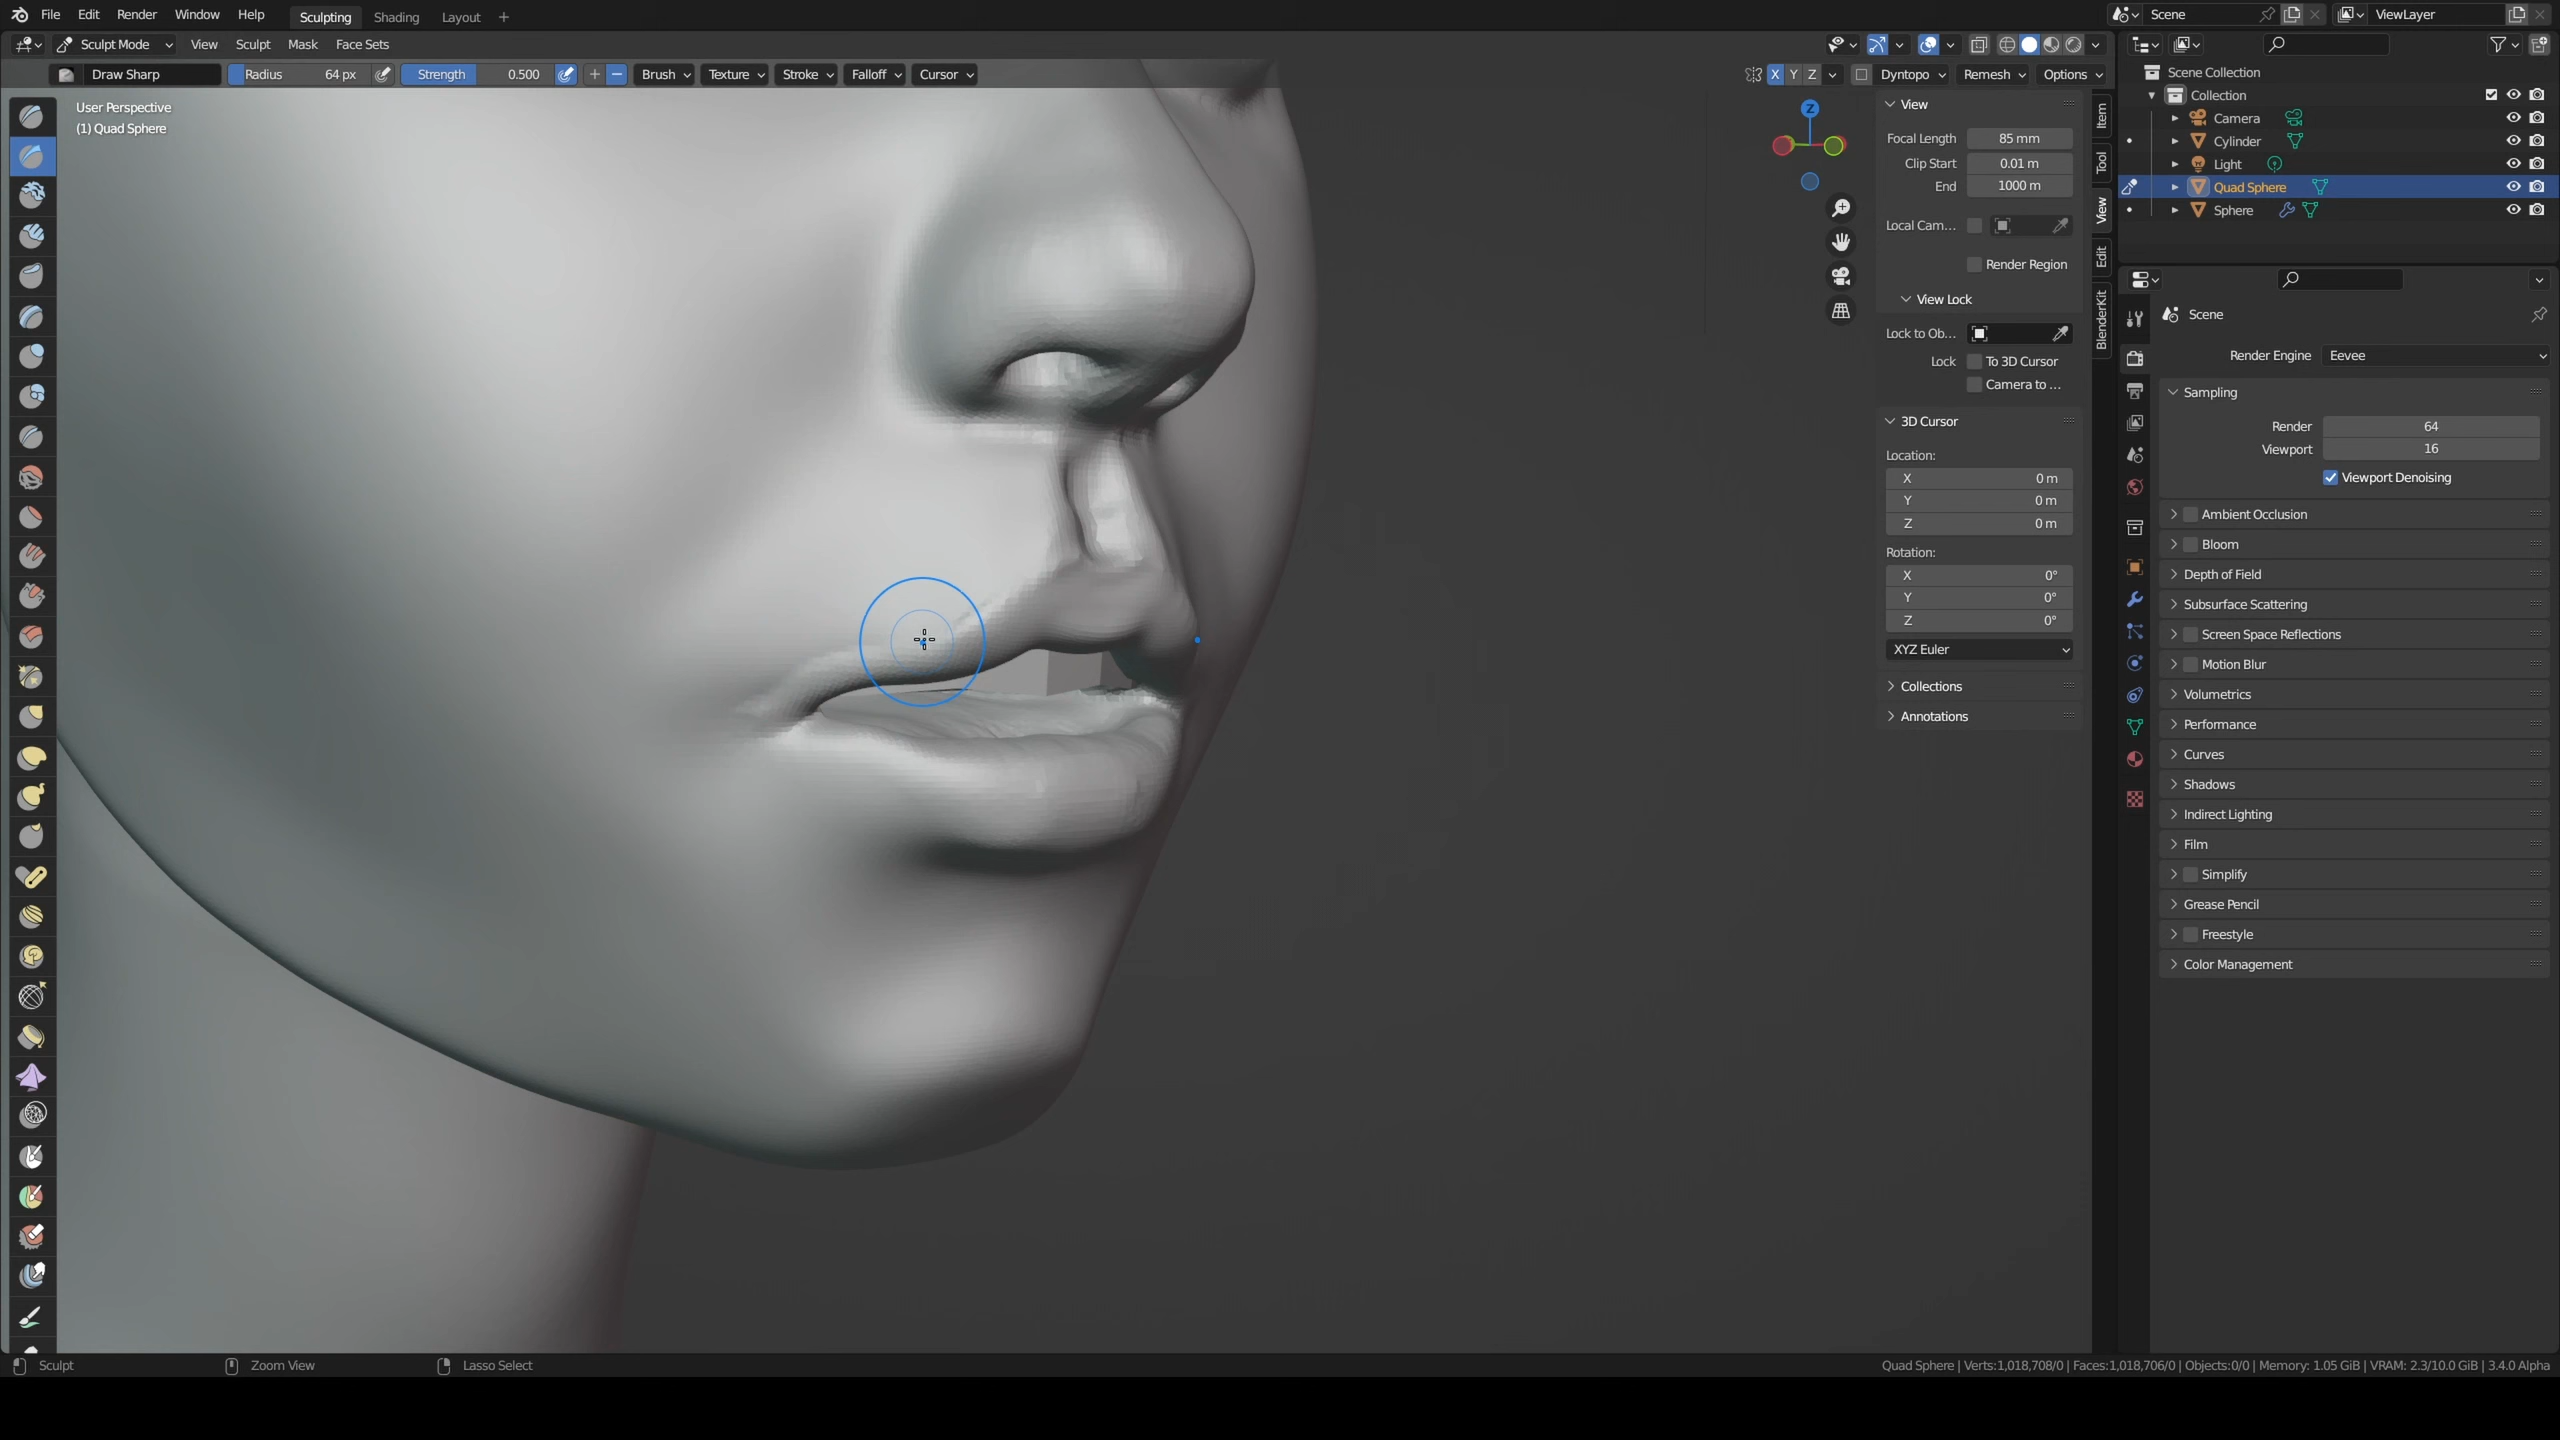 File Edit Render Window Help Sculpting Shading Layout + Scene ViewLayer
Sculpt Mode View Sculpt Mask Face Sets
Draw Sharp Radius 64 px Strength 0.500 Brush Texture Stroke Falloff Cursor X Y Z Dyntopo Remesh Options
User Perspective
(1) Quad Sphere
Z
View
Focal Length 85 mm
Clip Start 0.01 m
End 1000 m
Local Cam...
Render Region
View Lock
Lock to Ob...
Lock To 3D Cursor
Camera to ...
3D Cursor
Location:
X 0 m
Y 0 m
Z 0 m
Rotation:
X 0°
Y 0°
Z 0°
XYZ Euler
Collections
Annotations
Item
Tool
View
Edit
BlenderKit
Scene Collection
Collection
Camera
Cylinder
Light
Quad Sphere
Sphere
Scene
Render Engine Eevee
Sampling
Render 64
Viewport 16
Viewport Denoising
Ambient Occlusion
Bloom
Depth of Field
Subsurface Scattering
Screen Space Reflections
Motion Blur
Volumetrics
Performance
Curves
Shadows
Indirect Lighting
Film
Simplify
Grease Pencil
Freestyle
Color Management
Sculpt Zoom View Lasso Select Quad Sphere | Verts:1,018,708/0 | Faces:1,018,706/0 | Objects:0/0 | Memory: 1.05 GiB | VRAM: 2.3/10.0 GiB | 3.4.0 Alpha